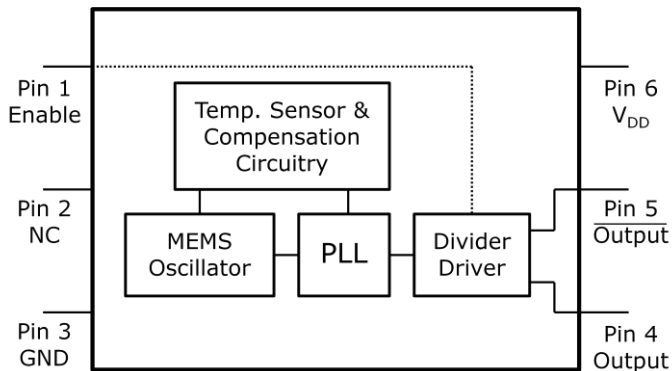 Pin 1
Enable
Pin 2
NC
Pin 3
GND
Temp. Sensor &
Compensation
Circuitry
MEMS
Oscillator
PLL
Divider
Driver
Pin 6
VDD
Pin 5
Output
Pin 4
Output